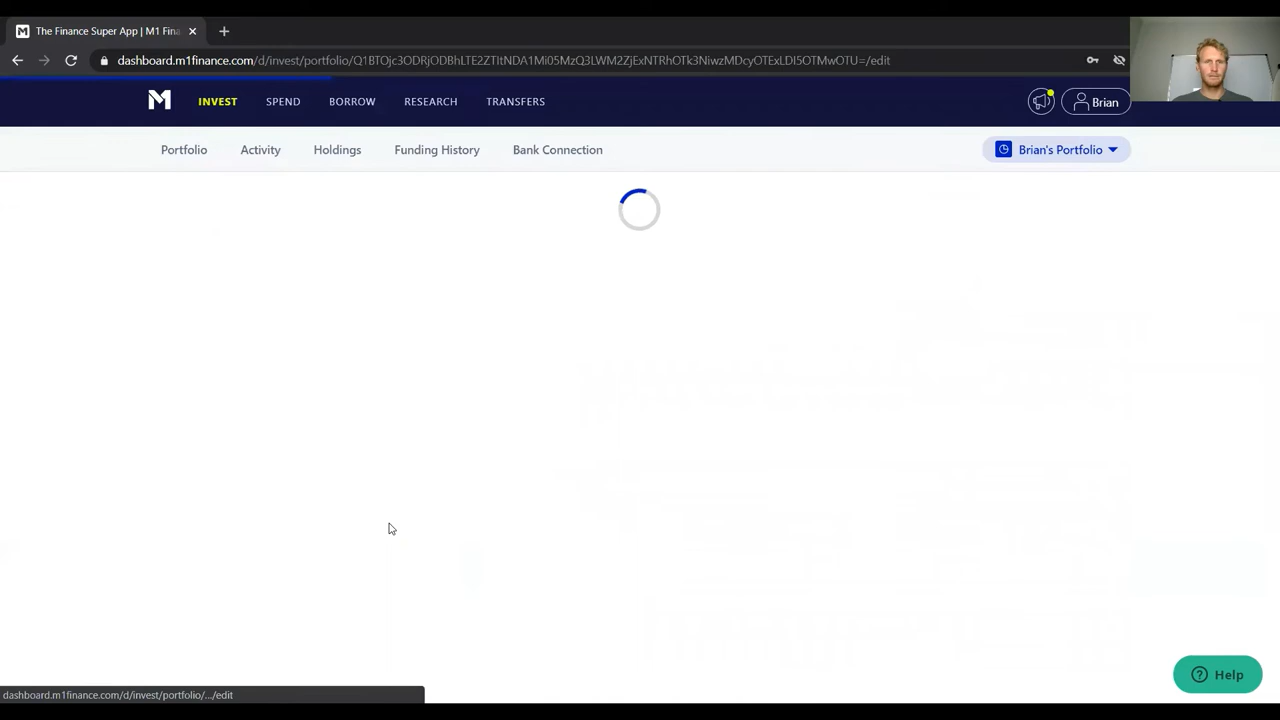 The Finance Super App | M1 Fina
dashboard.m1finance.com/d/invest/portfolio/Q1BTOjc3ODRjODBhLTE2ZTItNDA1Mi05MzQ3LWM2ZjExNTRhOTk3NiwzMDcyOTExLDI5OTMwOTU=/edit
INVEST SPEND BORROW RESEARCH TRANSFERS
Brian
Portfolio Activity Holdings Funding History Bank Connection
Brian's Portfolio
Help
dashboard.m1finance.com/d/invest/portfolio/.../edit